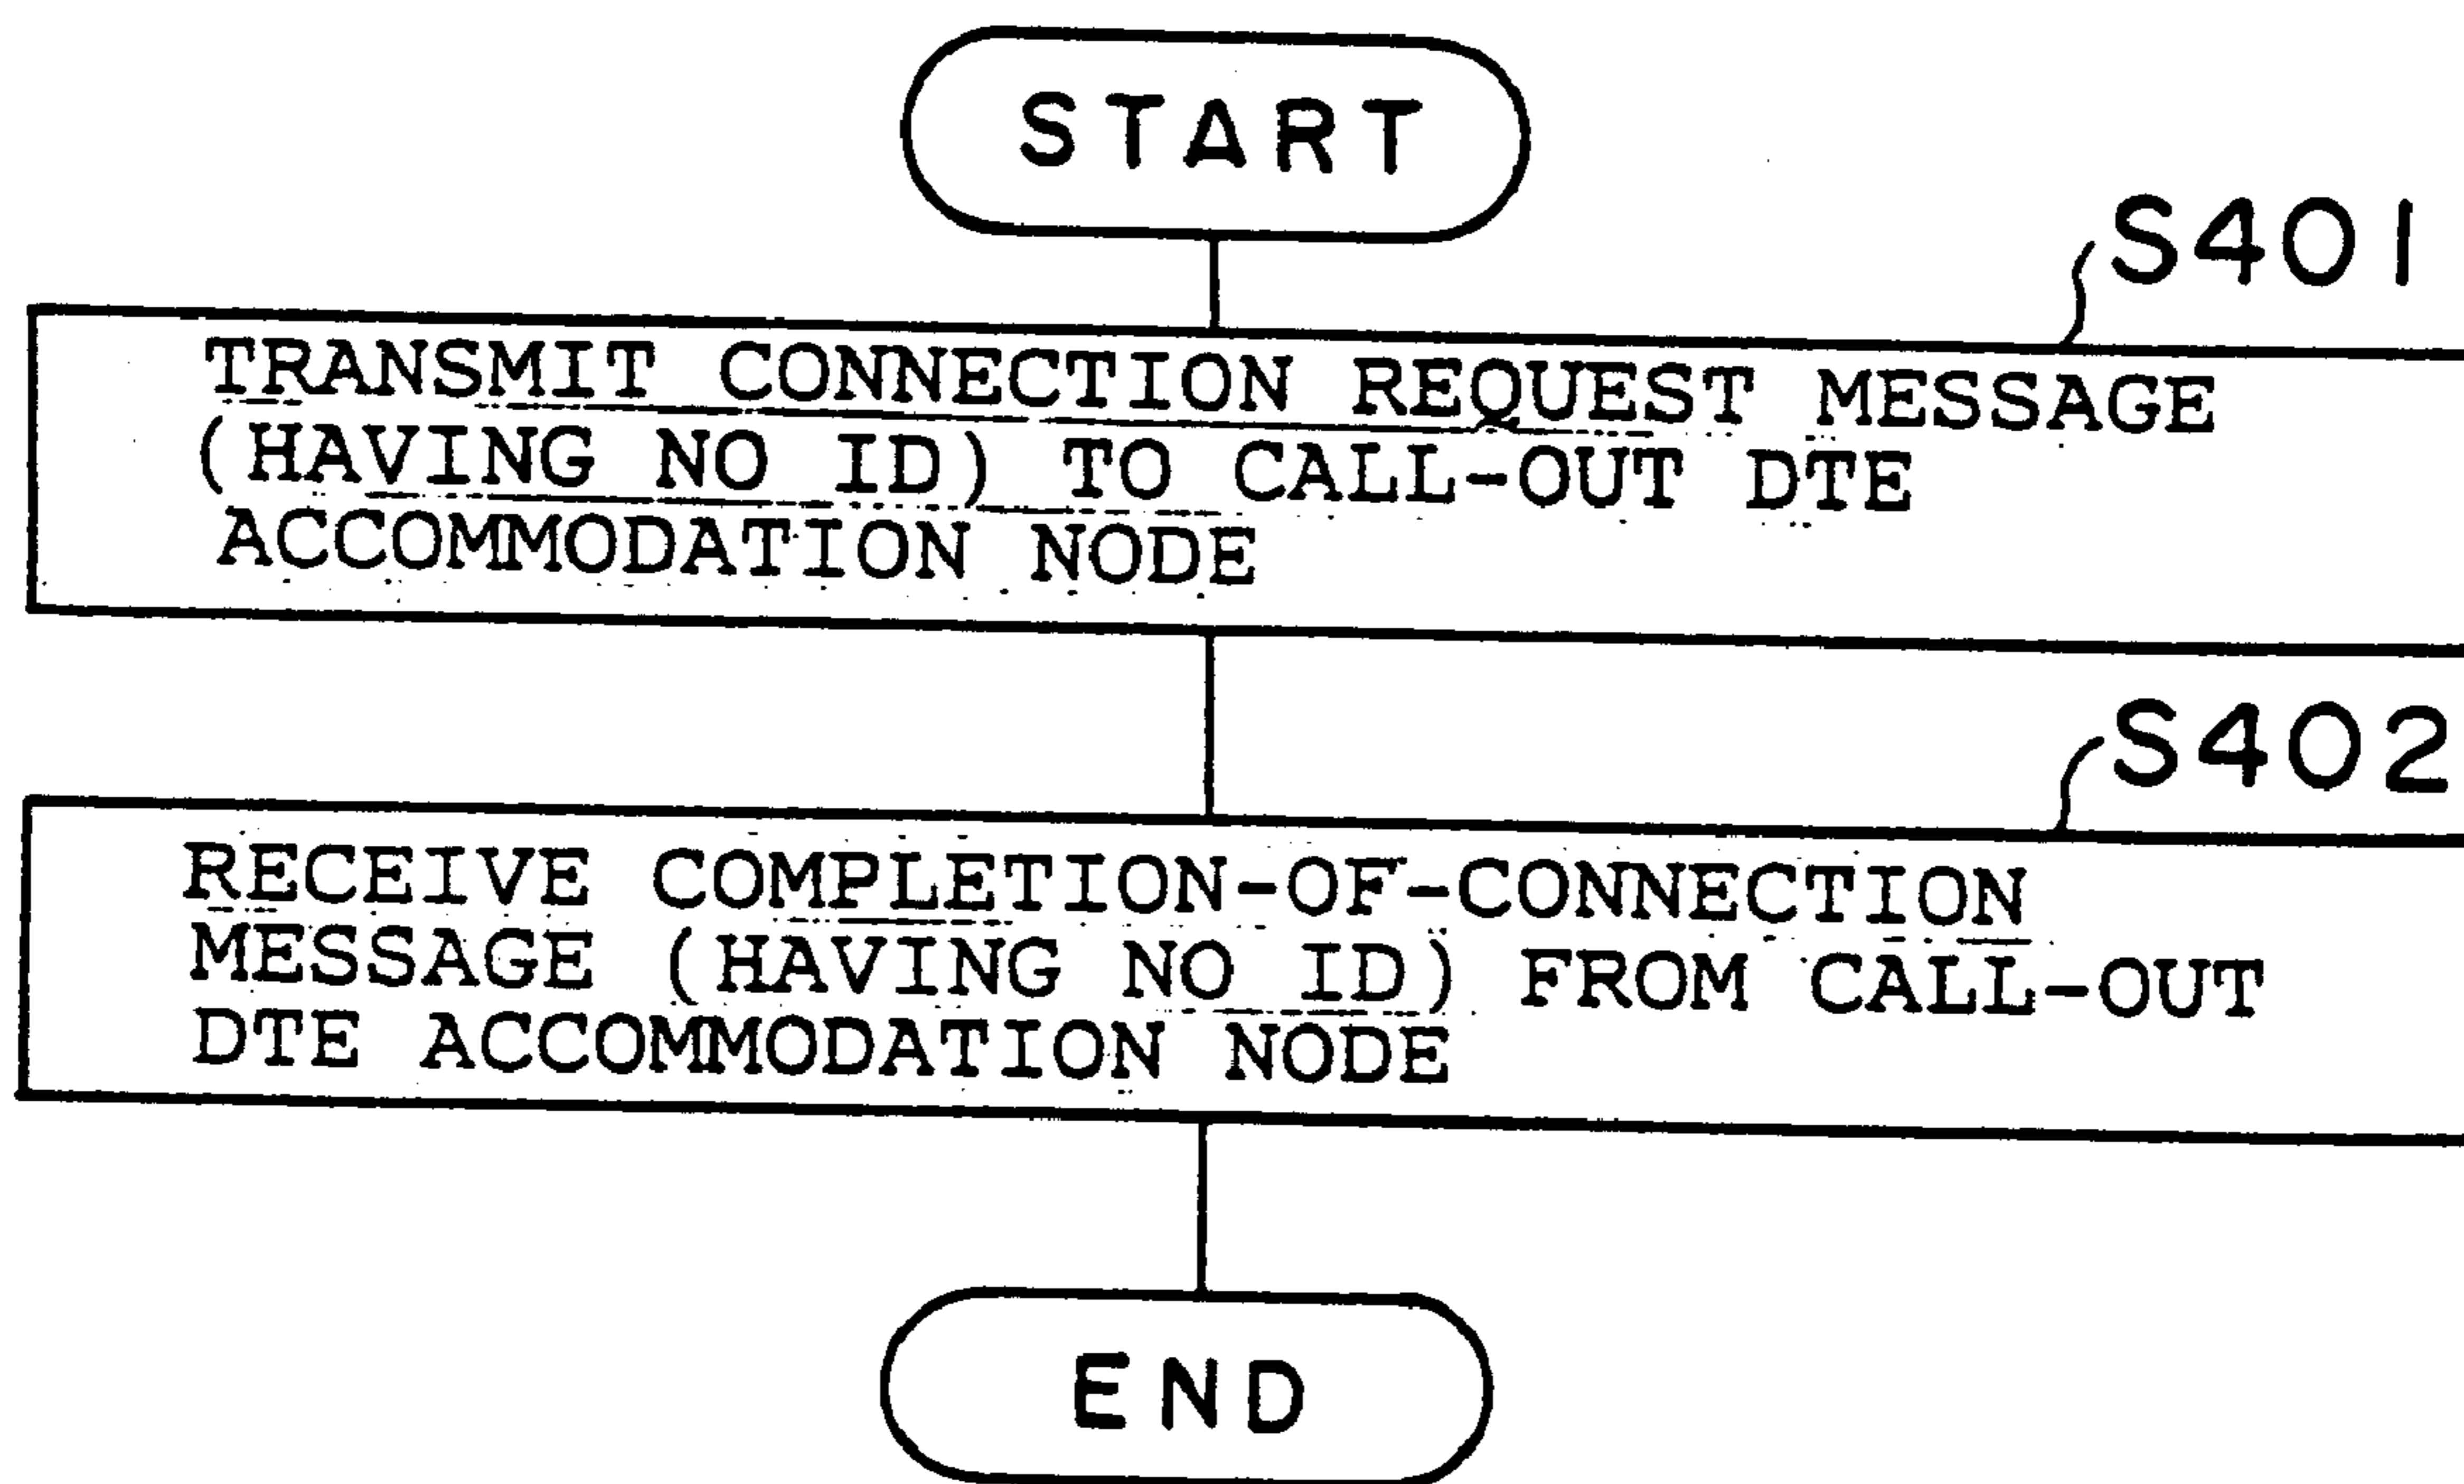 START
S401
TRANSMIT CONNECTION REQUEST MESSAGE
(HAVING NO ID) TO CALL-OUT DTE
ACCOMMODATION NODE
S402
RECEIVE COMPLETION-OF-CONNECTION
MESSAGE (HAVING NO ID) FROM CALL-OUT
DTE ACCOMMODATION NODE
END